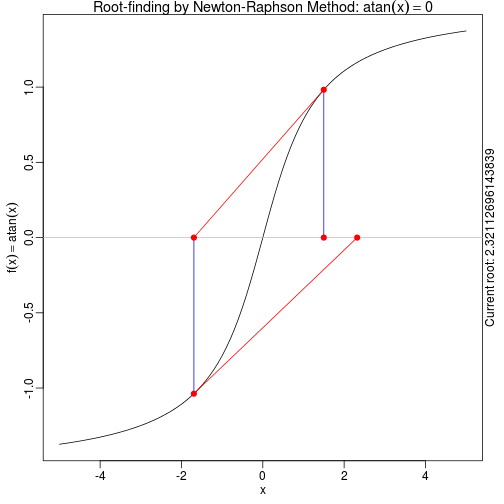 Root-finding by Newton-Raphson Method: atan(x) = 0
f(x) = atan(x)
1.0
0.5
0.0
-0.5
-1.0
-4 -2 0 2 4
x
Current root: 2.32112696143839